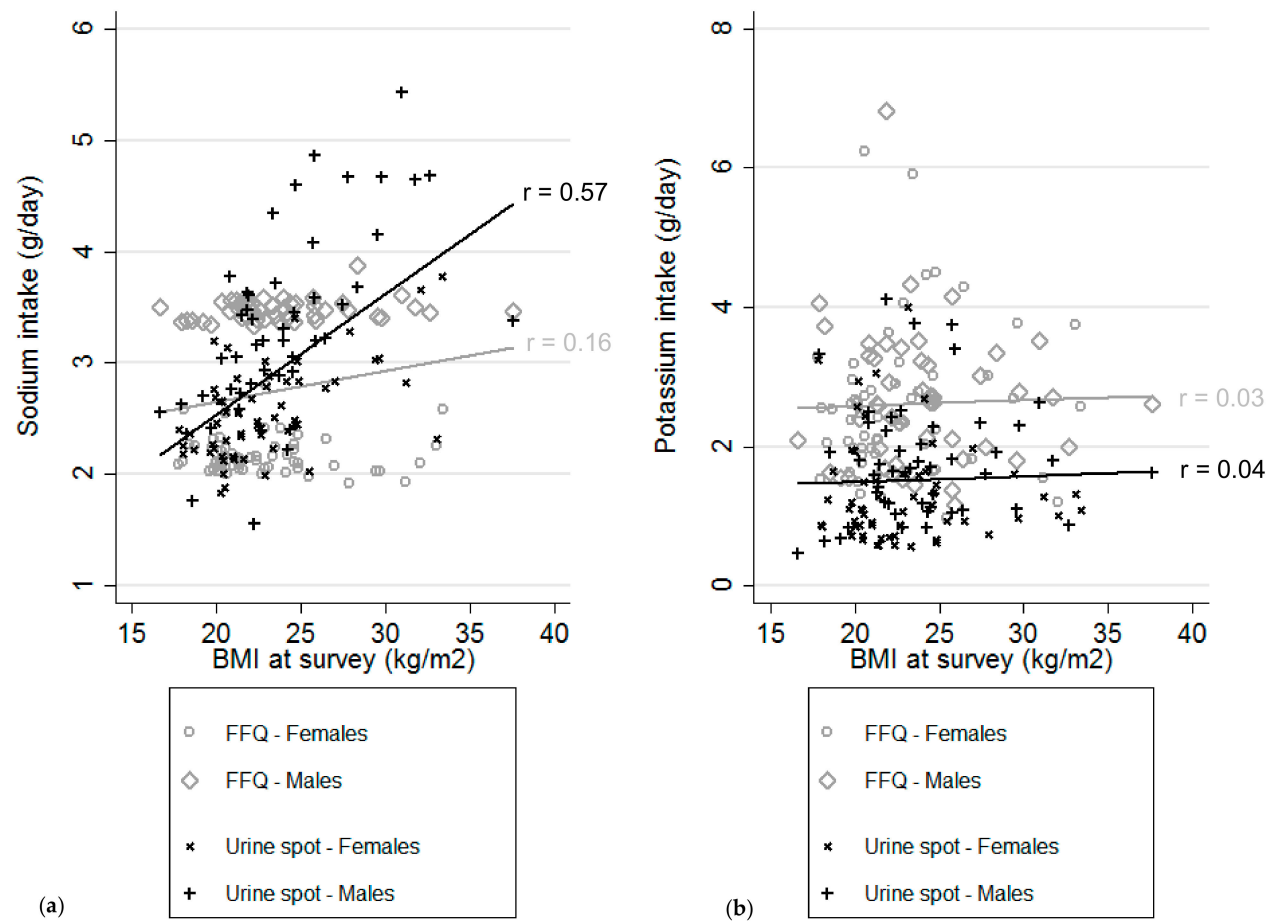 6
5
4
3
2
1
Sodium intake (g/day)
r = 0.57
r = 0.16
15 20 25 30 35 40
BMI at survey (kg/m2)
FFQ - Females
FFQ - Males
Urine spot - Females
Urine spot - Males
(a)
8
6
4
2
0
Potassium intake (g/day)
r = 0.03
r = 0.04
15 20 25 30 35 40
BMI at survey (kg/m2)
FFQ - Females
FFQ - Males
Urine spot - Females
Urine spot - Males
(b)